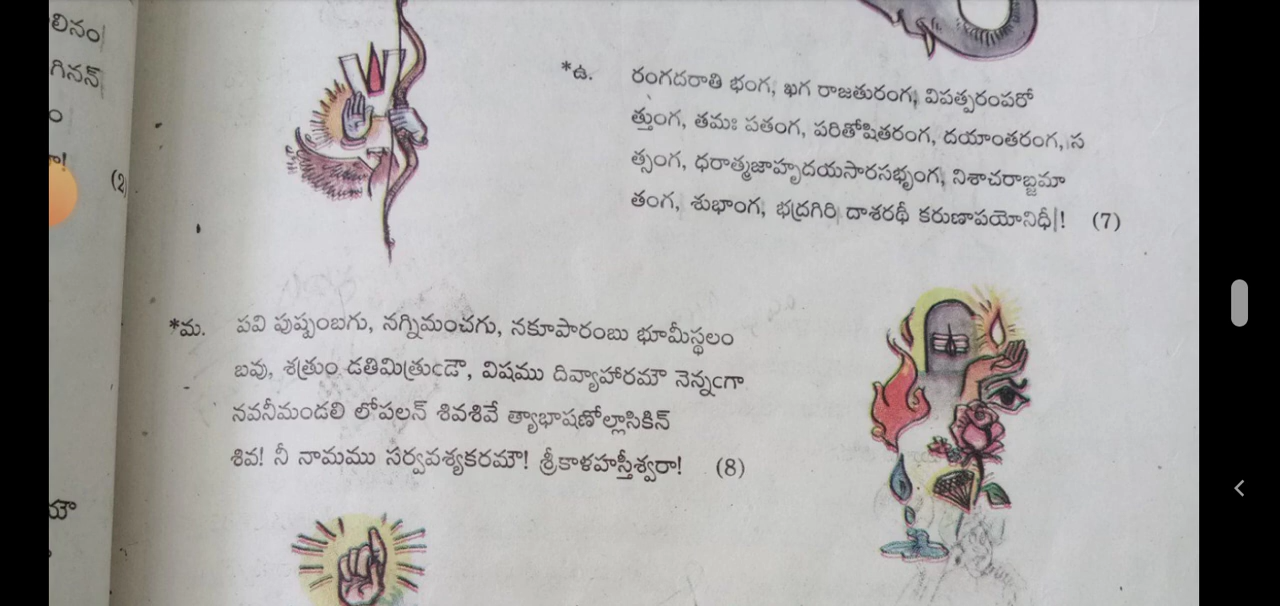 లినం|
గినన్
ం
(2)
*ఉ. రంగదరాతి భంగ, ఖగ రాజతురంగ, విపత్పరంపరో
త్తుంగ, తమః పతంగ, పరితోషితరంగ, దయాంతరంగ, స
త్సంగ, ధరాత్మజాహృదయసారసభృంగ, నిశాచరాబ్జమా
తంగ, శుభాంగ, భద్రగిరి దాశరథీ కరుణాపయోనిధీ|! (7)
*మ. పవి పుష్పంబగు, నగ్నిమంచగు, నకూపారంబు భూమీస్థలం
బవు, శత్రుం డతిమిత్రుఁడౌ, విషము దివ్యాహారమౌ నెన్నఁగా
నవనీమండలి లోపలన్ శివశివే త్యాభాషణోల్లాసికిన్
శివ! నీ నామము సర్వవశ్యకరమౌ! శ్రీకాళహస్తీశ్వరా! (8)